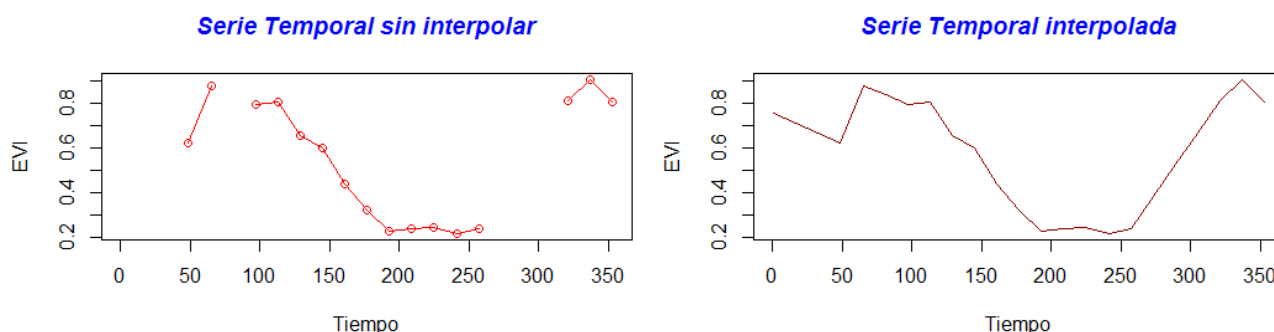 Serie Temporal sin interpolar
EVI
0.2 0.4 0.6 0.8
0 50 100 150 200 250 300 350
Tiempo
Serie Temporal interpolada
EVI
0.2 0.4 0.6 0.8
0 50 100 150 200 250 300 350
Tiempo